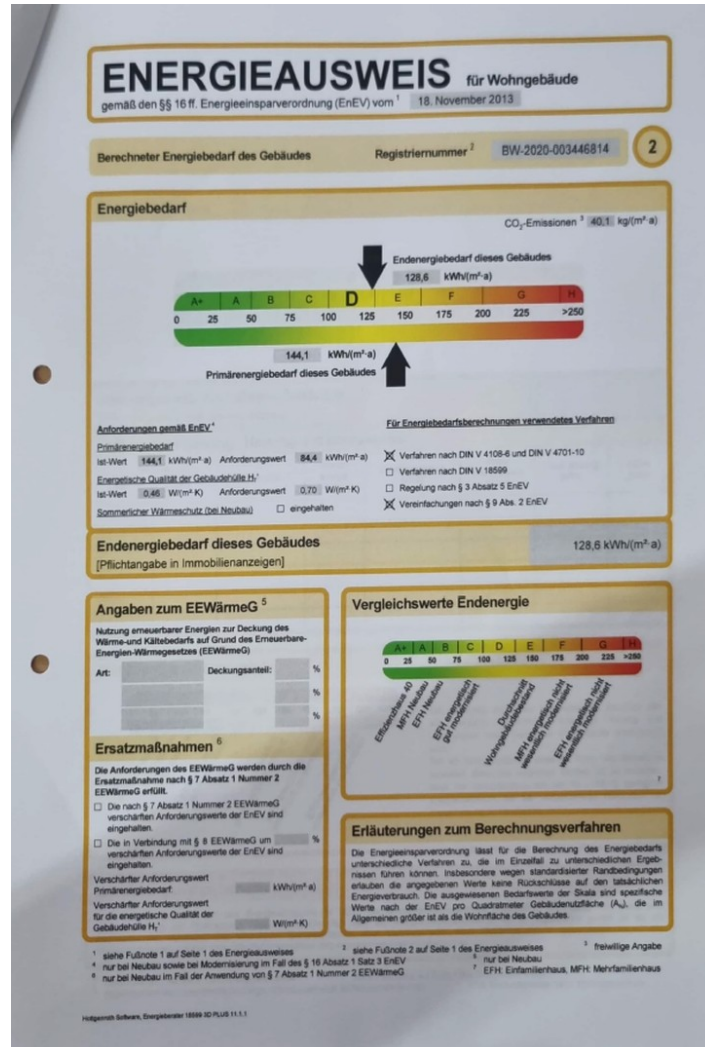 ENERGIEAUSWEIS für Wohngebäude
gemäß den §§ 16 ff. Energieeinsparverordnung (EnEV) vom ¹ 18. November 2013
Berechneter Energiebedarf des Gebäudes Registriernummer ² BW-2020-003446814 2
Energiebedarf
CO₂-Emissionen ³ 40,1 kg/(m²·a)
Endenergiebedarf dieses Gebäudes
128,6 kWh/(m²·a)
A+ A B C D E F G H
0 25 50 75 100 125 150 175 200 225 >250
144,1 kWh/(m²·a)
Primärenergiebedarf dieses Gebäudes
Anforderungen gemäß EnEV ⁴
Primärenergiebedarf
Ist-Wert 144,1 kWh/(m²·a) Anforderungswert 84,4 kWh/(m²·a)
Energetische Qualität der Gebäudehülle H_T'
Ist-Wert 0,46 W/(m²·K) Anforderungswert 0,70 W/(m²·K)
Sommerlicher Wärmeschutz (bei Neubau) ☐ eingehalten
Für Energiebedarfsberechnungen verwendetes Verfahren
☒ Verfahren nach DIN V 4108-6 und DIN V 4701-10
☐ Verfahren nach DIN V 18599
☐ Regelung nach § 3 Absatz 5 EnEV
☒ Vereinfachungen nach § 9 Abs. 2 EnEV
Endenergiebedarf dieses Gebäudes 128,6 kWh/(m²·a)
[Pflichtangabe in Immobilienanzeigen]
Angaben zum EEWärmeG ⁵
Nutzung erneuerbarer Energien zur Deckung des
Wärme-und Kältebedarfs auf Grund des Erneuerbare-
Energien-Wärmegesetzes (EEWärmeG)
Art: Deckungsanteil: %
%
%
Ersatzmaßnahmen ⁶
Die Anforderungen des EEWärmeG werden durch die
Ersatzmaßnahme nach § 7 Absatz 1 Nummer 2
EEWärmeG erfüllt.
☐ Die nach § 7 Absatz 1 Nummer 2 EEWärmeG
verschärften Anforderungswerte der EnEV sind
eingehalten.
☐ Die in Verbindung mit § 8 EEWärmeG um %
verschärften Anforderungswerte der EnEV sind
eingehalten.
Verschärfter Anforderungswert
Primärenergiebedarf: kWh/(m²·a)
Verschärfter Anforderungswert
für die energetische Qualität der
Gebäudehülle H_T' W/(m²·K)
Vergleichswerte Endenergie
A+ A B C D E F G H
0 25 50 75 100 125 150 175 200 225 >250
Effizienzhaus 40
MFH Neubau
EFH Neubau
EFH energetisch
gut modernisiert
Durchschnitt
Wohngebäudebestand
MFH energetisch nicht
wesentlich modernisiert
EFH energetisch nicht
wesentlich modernisiert
7
Erläuterungen zum Berechnungsverfahren
Die Energieeinsparverordnung lässt für die Berechnung des Energiebedarfs
unterschiedliche Verfahren zu, die im Einzelfall zu unterschiedlichen Ergeb-
nissen führen können. Insbesondere wegen standardisierter Randbedingungen
erlauben die angegebenen Werte keine Rückschlüsse auf den tatsächlichen
Energieverbrauch. Die ausgewiesenen Bedarfswerte der Skala sind spezifische
Werte nach der EnEV pro Quadratmeter Gebäudenutzfläche (A_N), die im
Allgemeinen größer ist als die Wohnfläche des Gebäudes.
¹ siehe Fußnote 1 auf Seite 1 des Energieausweises ² siehe Fußnote 2 auf Seite 1 des Energieausweises ³ freiwillige Angabe
⁴ nur bei Neubau sowie bei Modernisierung im Fall des § 16 Absatz 1 Satz 3 EnEV ⁵ nur bei Neubau
⁶ nur bei Neubau im Fall der Anwendung von § 7 Absatz 1 Nummer 2 EEWärmeG ⁷ EFH: Einfamilienhaus, MFH: Mehrfamilienhaus
Hottgenroth Software, Energieberater 18599 3D PLUS 11.1.1